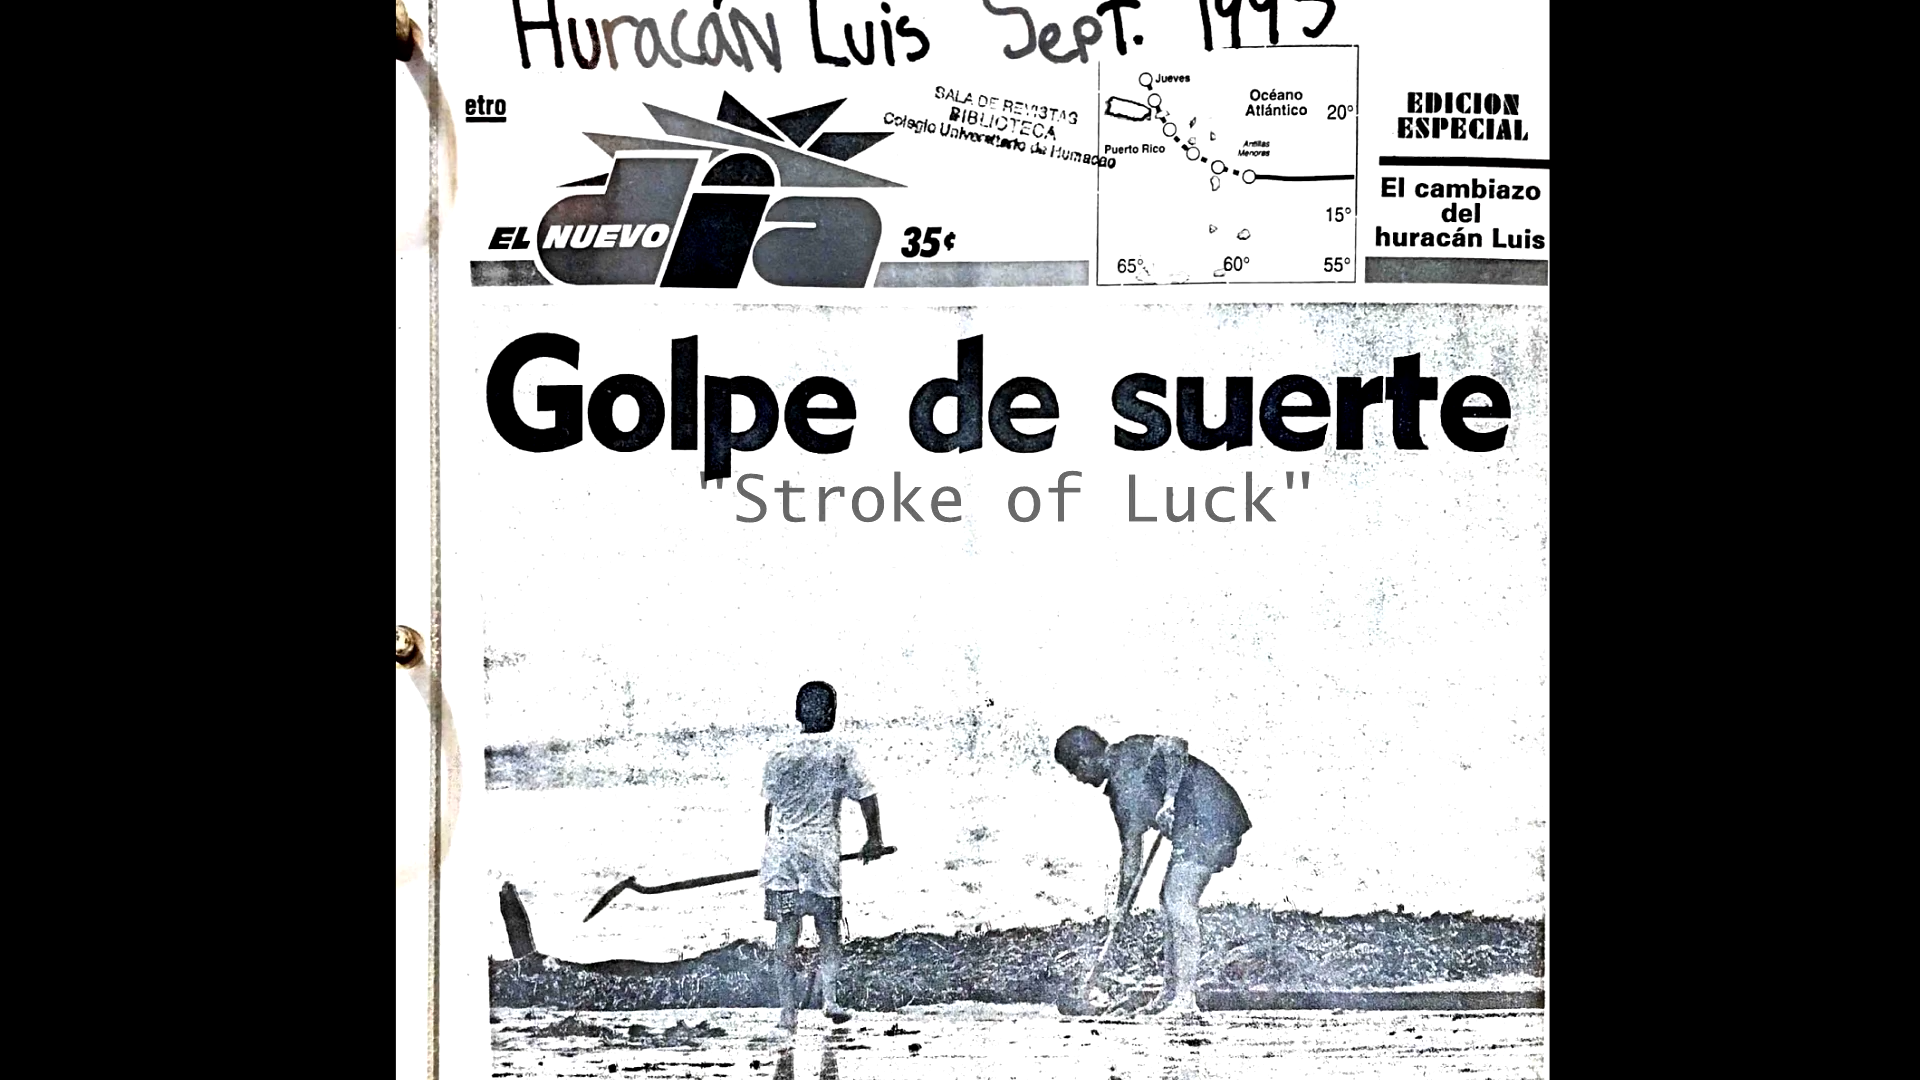 Huracán Luis Sept. 1995
etro
EL NUEVO día
35¢
SALA DE REVISTAS
BIBLIOTECA
Colegio Universitario de Humacao
Jueves
Océano
Atlántico
20°
Puerto Rico
Antillas
Menores
15°
65°
60°
55°
EDICION
ESPECIAL
El cambiazo
del
huracán Luis
Golpe de suerte
"Stroke of Luck"